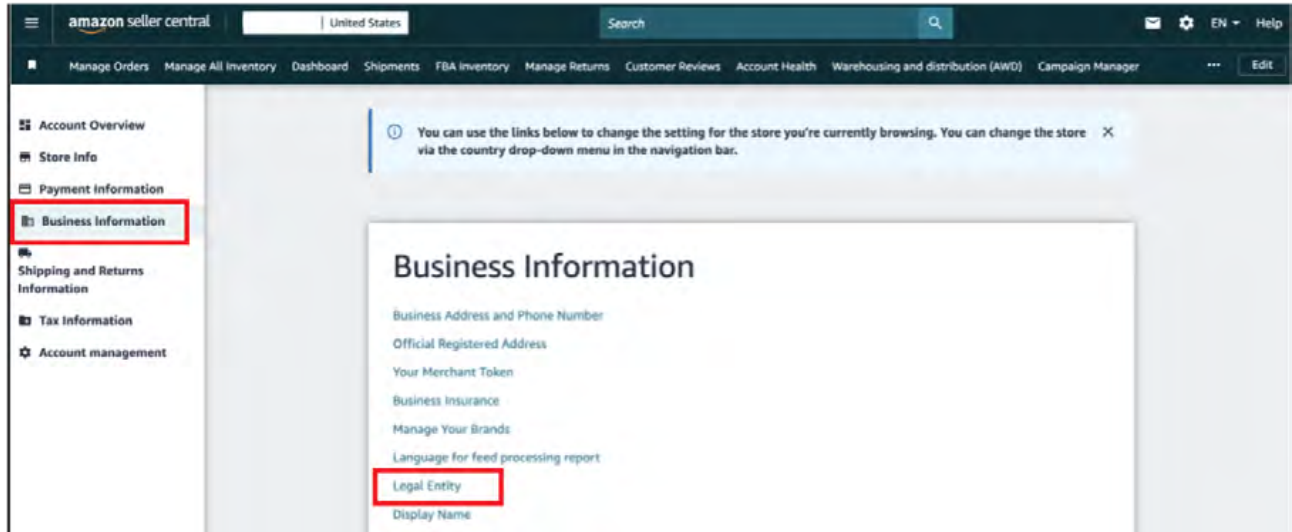 amazon seller central
| United States
Search
EN
Help
Manage Orders Manage All Inventory Dashboard Shipments FBA Inventory Manage Returns Customer Reviews Account Health Warehousing and distribution (AWD) Campaign Manager ... Edit
Account Overview
Store Info
Payment Information
Business Information
Shipping and Returns
Information
Tax Information
Account management
You can use the links below to change the setting for the store you're currently browsing. You can change the store
via the country drop-down menu in the navigation bar.
Business Information
Business Address and Phone Number
Official Registered Address
Your Merchant Token
Business Insurance
Manage Your Brands
Language for feed processing report
Legal Entity
Display Name